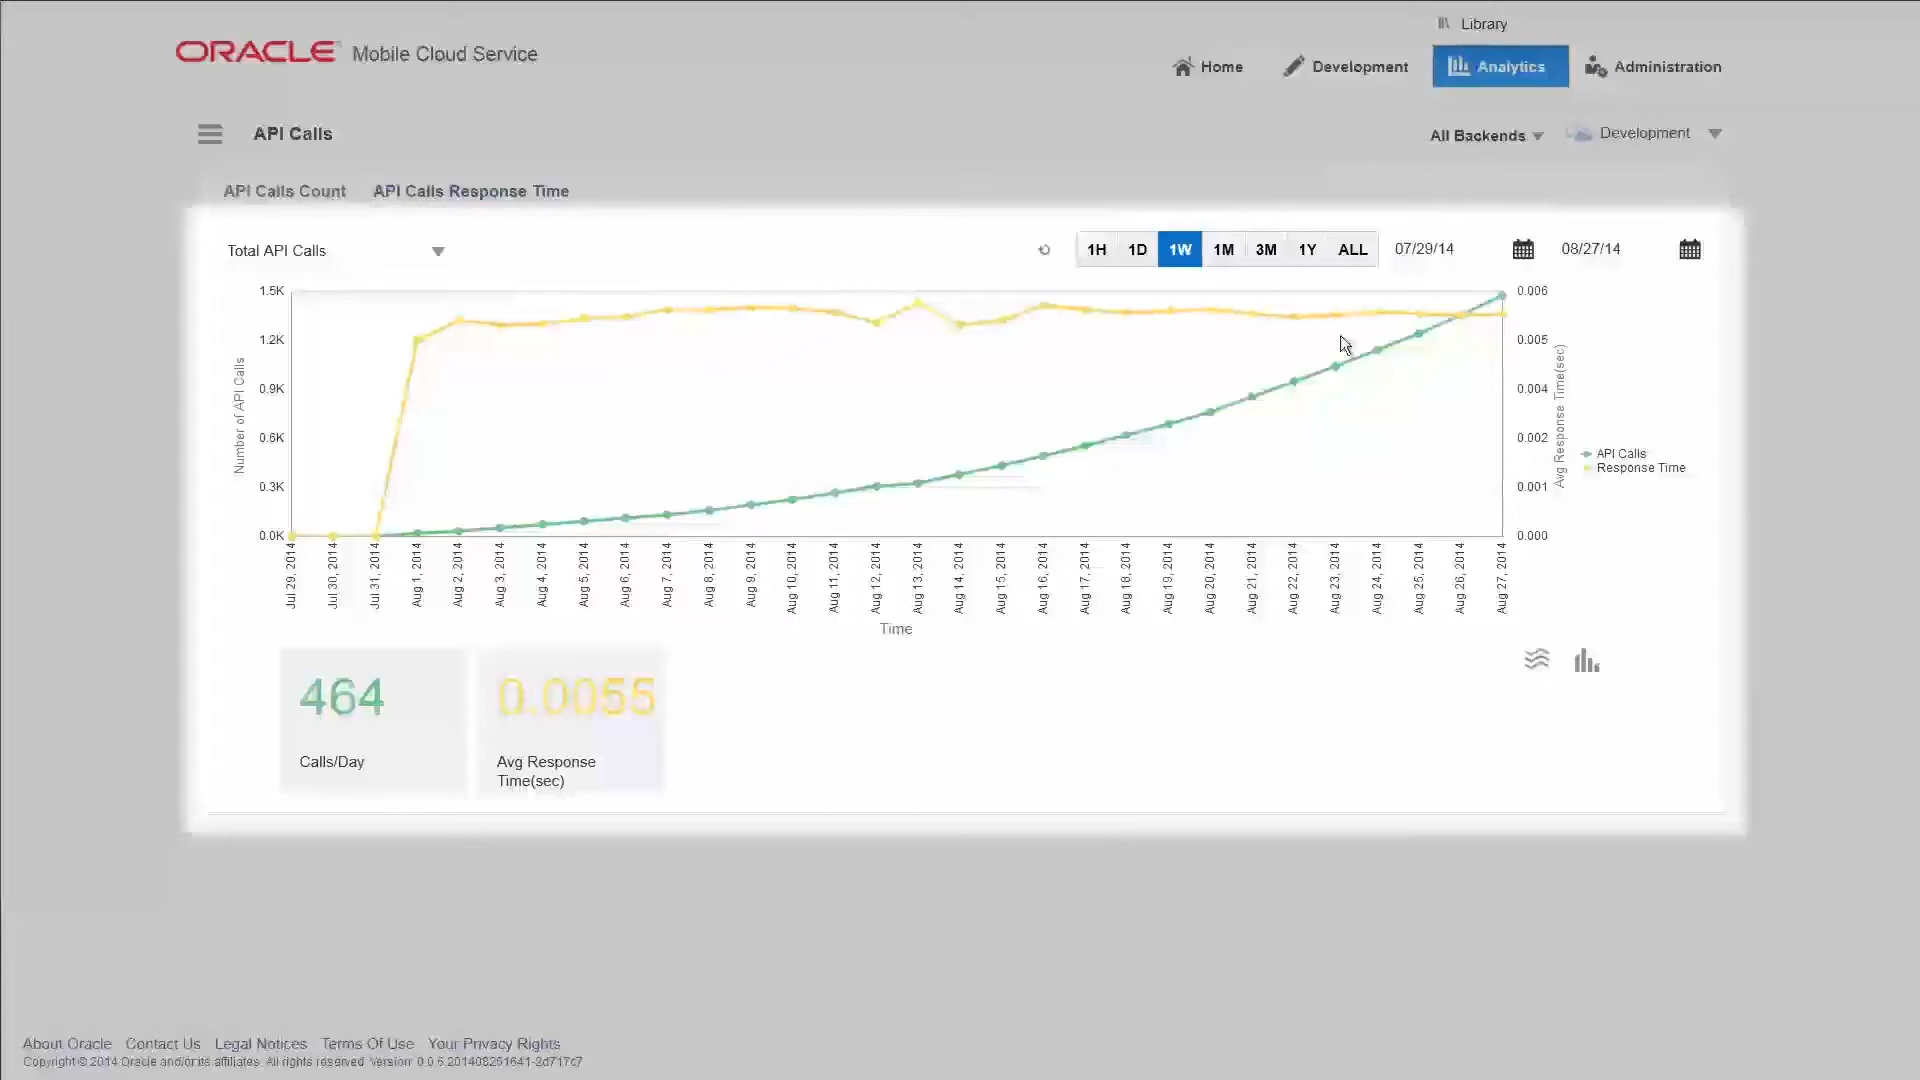 Library
ORACLE Mobile Cloud Service
Home Development Analytics Administration
API Calls
All Backends Development
API Calls Count API Calls Response Time
Total API Calls
1H 1D 1W 1M 3M 1Y ALL 07/29/14 08/27/14
1.5K
1.2K
0.9K
0.6K
0.3K
0.0K
Number of API Calls
0.006
0.005
0.004
0.002
0.001
0.000
Avg Response Time(sec)
API Calls
Response Time
Jul 29, 2014
Jul 30, 2014
Jul 31, 2014
Aug 1, 2014
Aug 2, 2014
Aug 3, 2014
Aug 4, 2014
Aug 5, 2014
Aug 6, 2014
Aug 7, 2014
Aug 8, 2014
Aug 9, 2014
Aug 10, 2014
Aug 11, 2014
Aug 12, 2014
Aug 13, 2014
Aug 14, 2014
Aug 15, 2014
Aug 16, 2014
Aug 17, 2014
Aug 18, 2014
Aug 19, 2014
Aug 20, 2014
Aug 21, 2014
Aug 22, 2014
Aug 23, 2014
Aug 24, 2014
Aug 25, 2014
Aug 26, 2014
Aug 27, 2014
Time
464
Calls/Day
0.0055
Avg Response
Time(sec)
About Oracle Contact Us Legal Notices Terms Of Use Your Privacy Rights
Copyright © 2014 Oracle and/or its affiliates. All rights reserved. Version: